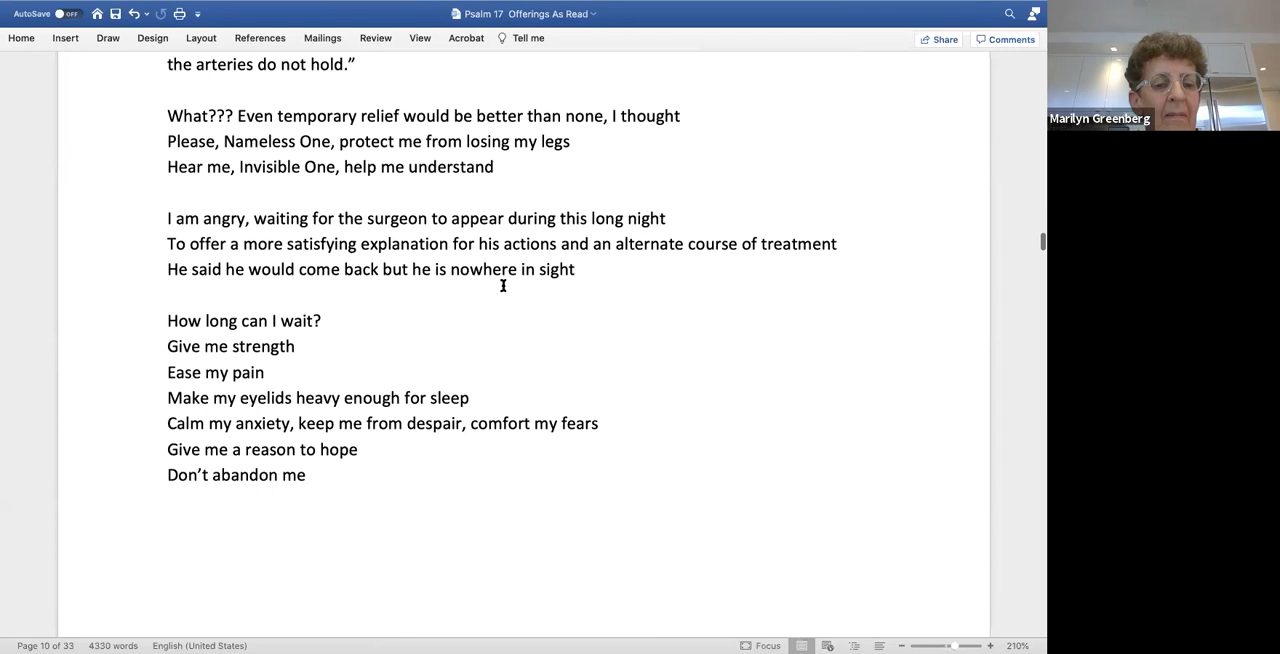 AutoSave OFF
Psalm 17 Offerings As Read
Home Insert Draw Design Layout References Mailings Review View Acrobat Tell me Share Comments
the arteries do not hold.”
What??? Even temporary relief would be better than none, I thought
Please, Nameless One, protect me from losing my legs
Hear me, Invisible One, help me understand
I am angry, waiting for the surgeon to appear during this long night
To offer a more satisfying explanation for his actions and an alternate course of treatment
He said he would come back but he is nowhere in sight
How long can I wait?
Give me strength
Ease my pain
Make my eyelids heavy enough for sleep
Calm my anxiety, keep me from despair, comfort my fears
Give me a reason to hope
Don’t abandon me
Page 10 of 33 4330 words English (United States) Focus 210%
Marilyn Greenberg